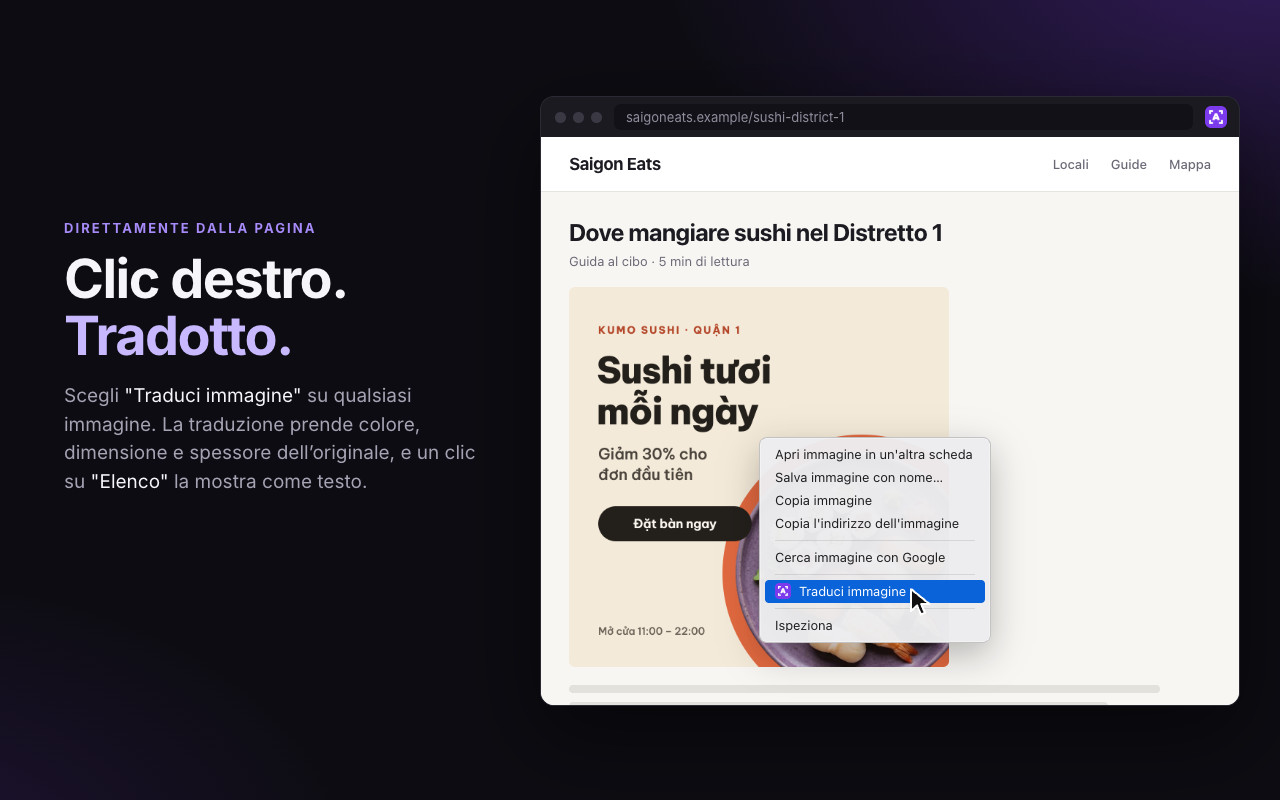 DIRETTAMENTE DALLA PAGINA
Clic destro.
Tradotto.
Scegli "Traduci immagine" su qualsiasi
immagine. La traduzione prende colore,
dimensione e spessore dell’originale, e un clic
su "Elenco" la mostra come testo.
saigoneats.example/sushi-district-1
Saigon Eats
Locali
Guide
Mappa
Dove mangiare sushi nel Distretto 1
Guida al cibo · 5 min di lettura
KUMO SUSHI · QUẬN 1
Sushi tươi
mỗi ngày
Giảm 30% cho
đơn đầu tiên
Đặt bàn ngay
Mở cửa 11:00 – 22:00
Apri immagine in un'altra scheda
Salva immagine con nome…
Copia immagine
Copia l'indirizzo dell'immagine
Cerca immagine con Google
Traduci immagine
Ispeziona